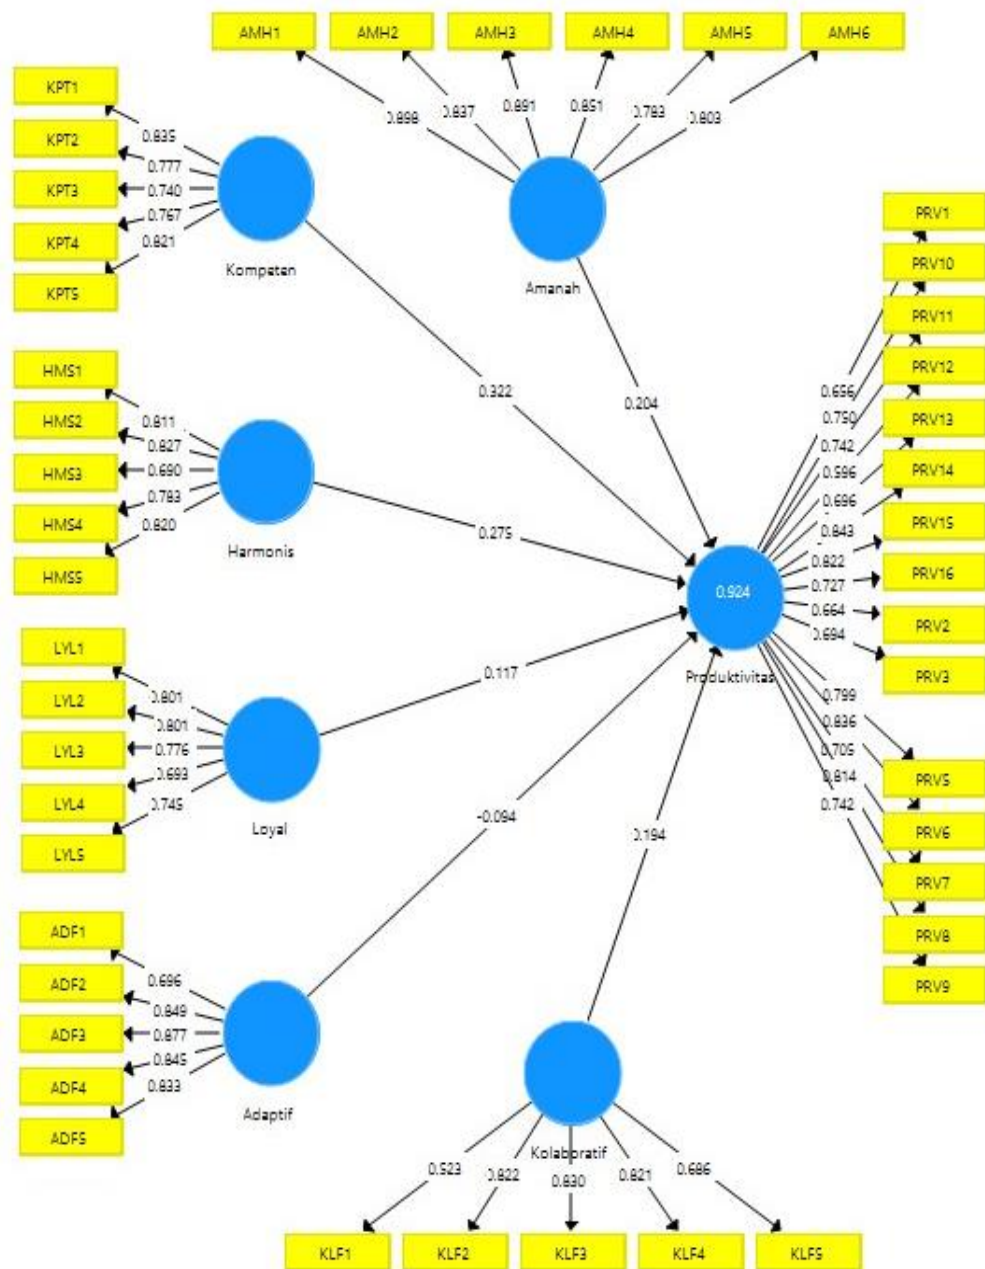 AMH1 AMH2 AMH3 AMH4 AMH5 AMH6
0.898 0.837 0.891 0.851 0.783 0.803
Amanah
KPT1
KPT2
KPT3
KPT4
KPT5
0.835
0.777
0.740
0.767
0.821
Kompeten
HMS1
HMS2
HMS3
HMS4
HMS5
0.811
0.827
0.690
0.783
0.820
Harmonis
LYL1
LYL2
LYL3
LYL4
LYL5
0.801
0.801
0.776
0.693
0.745
Loyal
ADF1
ADF2
ADF3
ADF4
ADF5
0.696
0.849
0.877
0.845
0.833
Adaptif
0.322
0.204
0.275
0.117
-0.094
0.194
0.924
Produktivitas
0.656
0.750
0.742
0.596
0.696
0.843
0.822
0.727
0.664
0.694
0.799
0.836
0.705
0.814
0.742
PRV1
PRV10
PRV11
PRV12
PRV13
PRV14
PRV15
PRV16
PRV2
PRV3
PRV5
PRV6
PRV7
PRV8
PRV9
Kolaboratif
0.523 0.822 0.830 0.821 0.686
KLF1 KLF2 KLF3 KLF4 KLF5